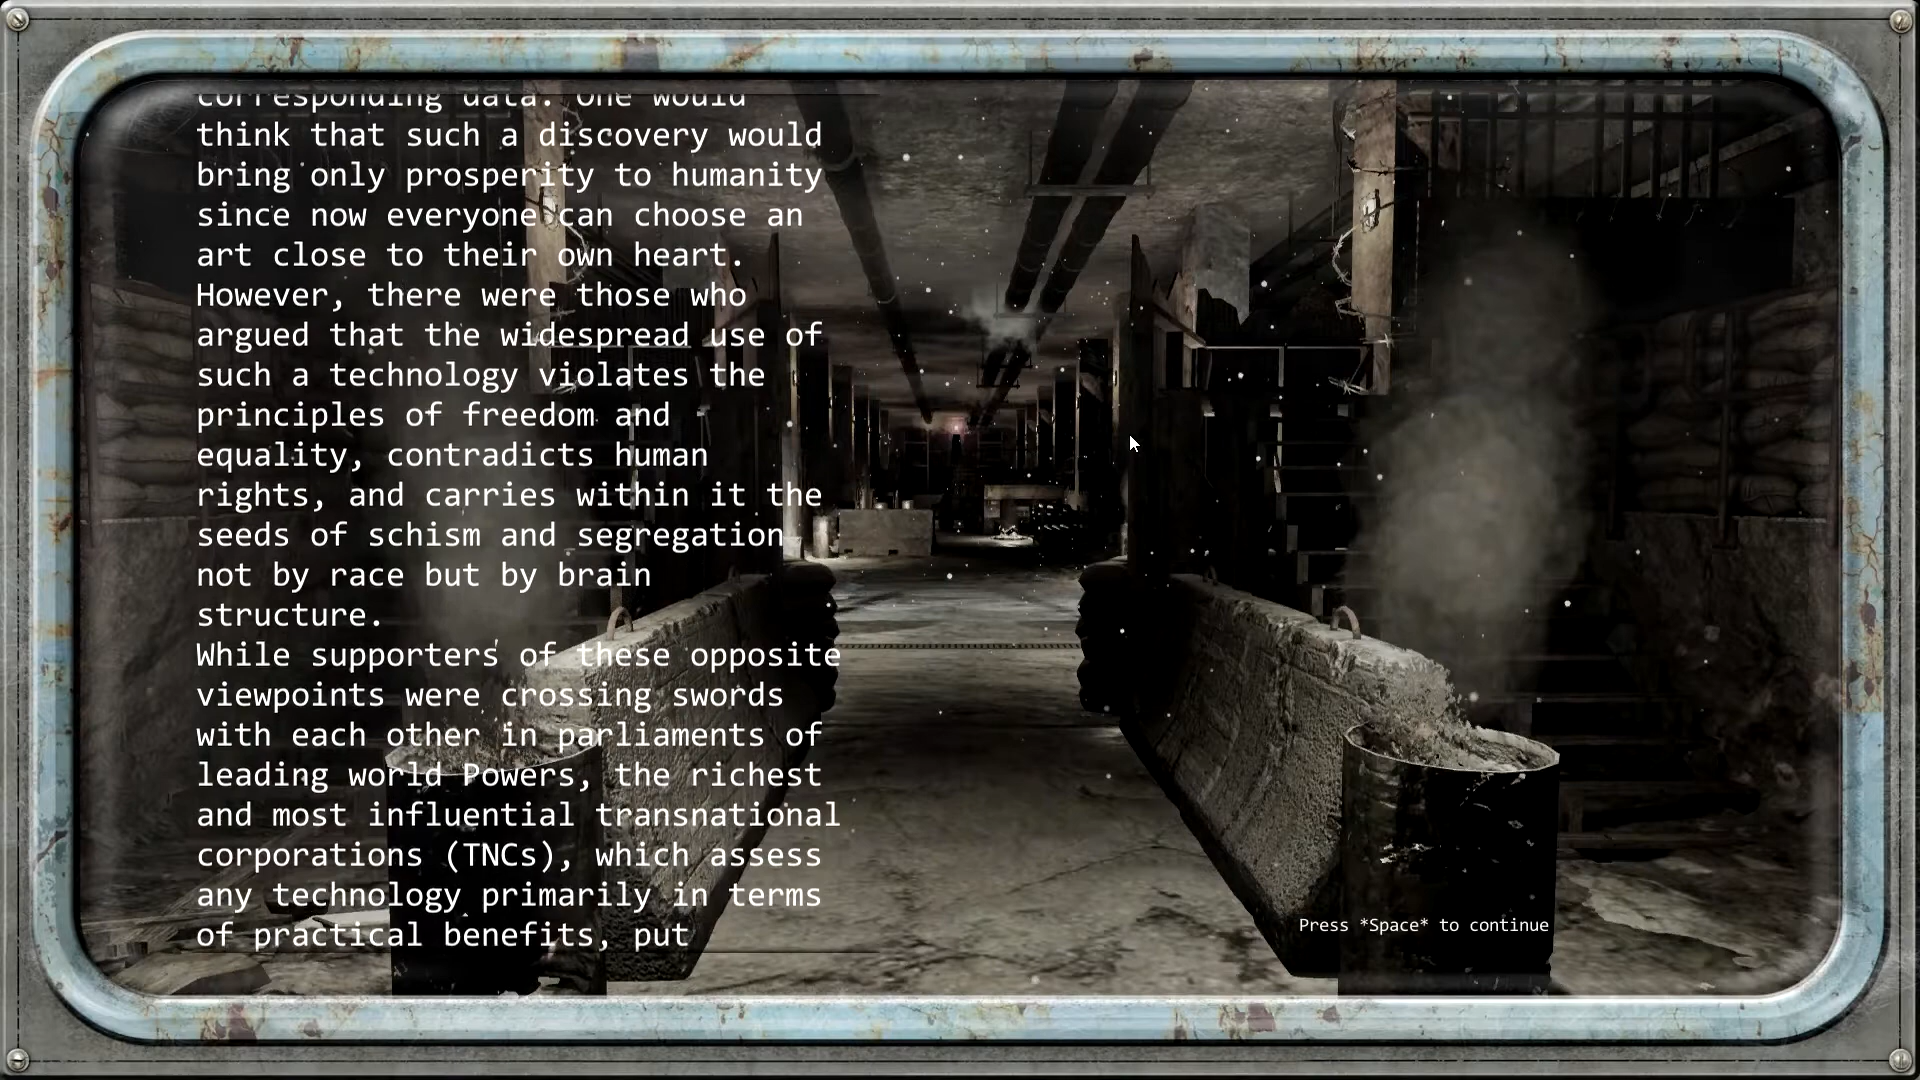 corresponding data. One would
think that such a discovery would
bring only prosperity to humanity
since now everyone can choose an
art close to their own heart.
However, there were those who
argued that the widespread use of
such a technology violates the
principles of freedom and
equality, contradicts human
rights, and carries within it the
seeds of schism and segregation
not by race but by brain
structure.
While supporters of these opposite
viewpoints were crossing swords
with each other in parliaments of
leading world Powers, the richest
and most influential transnational
corporations (TNCs), which assess
any technology primarily in terms
of practical benefits, put
Press *Space* to continue